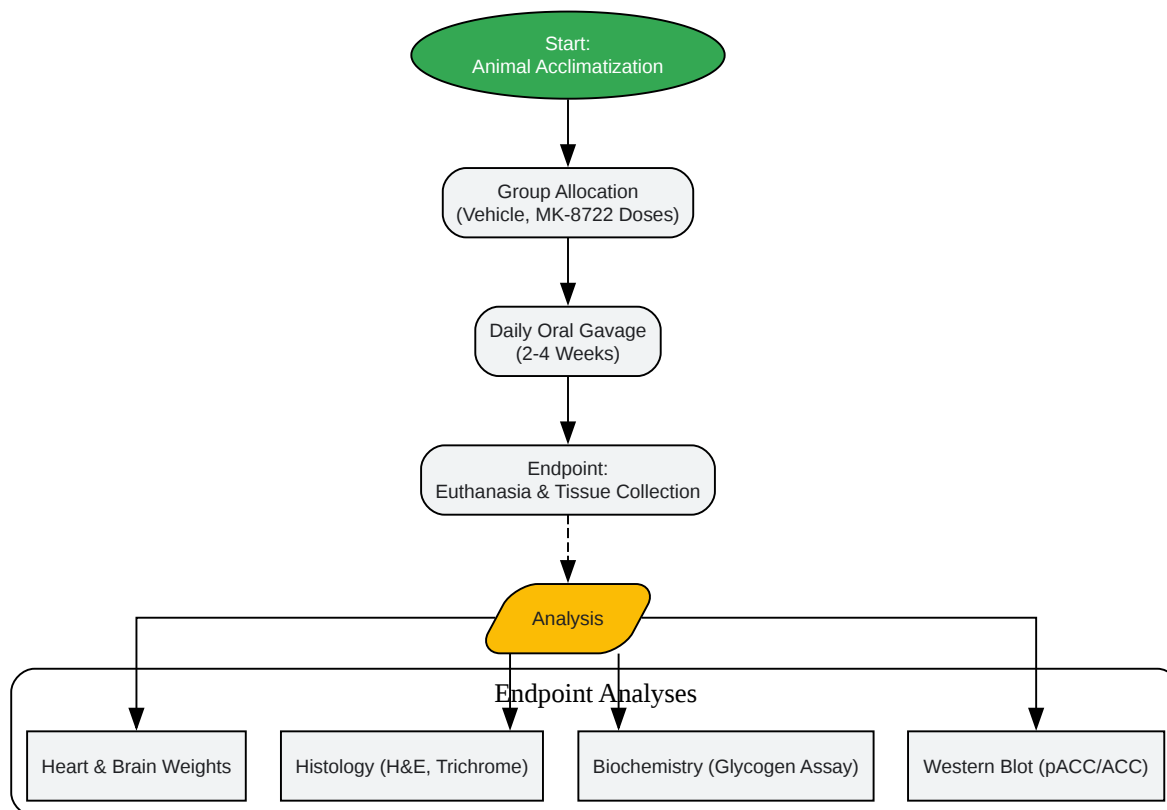 Start:
Animal Acclimatization
Group Allocation
(Vehicle, MK-8722 Doses)
Daily Oral Gavage
(2-4 Weeks)
Endpoint:
Euthanasia & Tissue Collection
Analysis
Endpoint Analyses
Heart & Brain Weights
Histology (H&E, Trichrome)
Biochemistry (Glycogen Assay)
Western Blot (pACC/ACC)